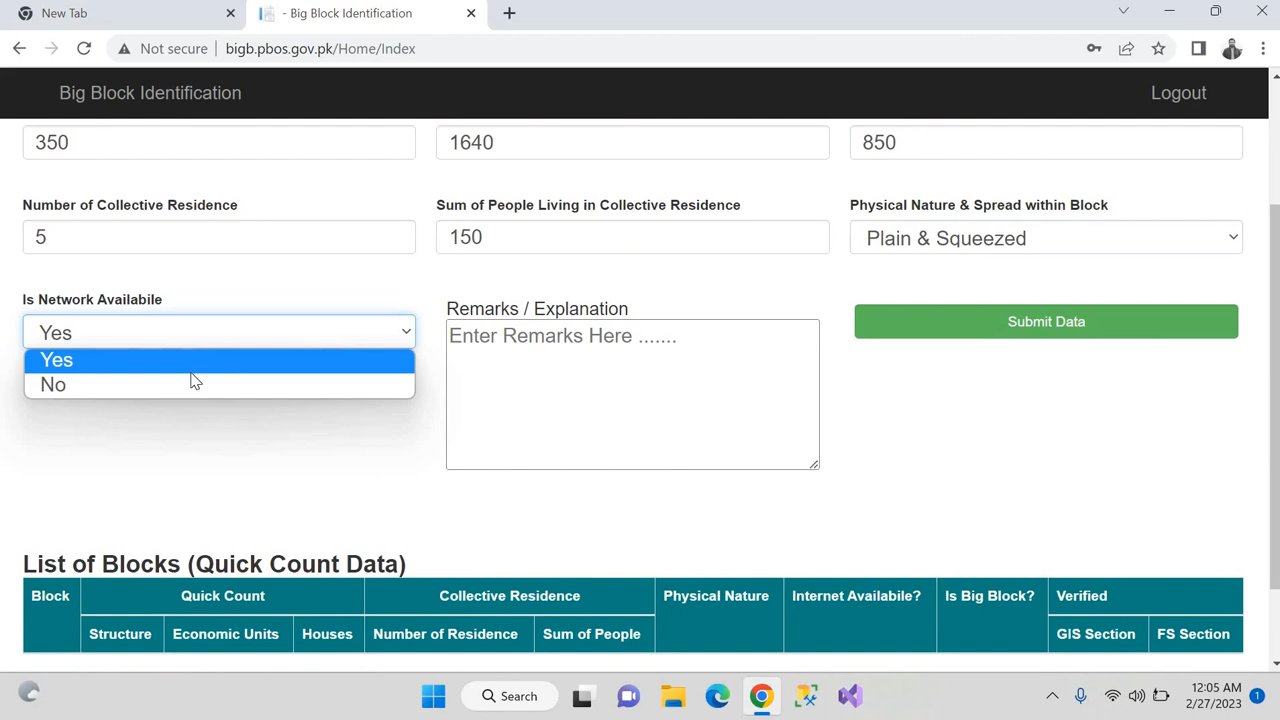 New Tab
- Big Block Identification
Not secure
bigb.pbos.gov.pk/Home/Index
Big Block Identification
Logout
350
1640
850
Number of Collective Residence
Sum of People Living in Collective Residence
Physical Nature & Spread within Block
5
150
Plain & Squeezed
Is Network Availabile
Remarks / Explanation
Yes
Enter Remarks Here .......
Submit Data
Yes
No
List of Blocks (Quick Count Data)
Block
Quick Count
Collective Residence
Physical Nature
Internet Availabile?
Is Big Block?
Verified
Structure
Economic Units
Houses
Number of Residence
Sum of People
GIS Section
FS Section
Search
12:05 AM
2/27/2023
1